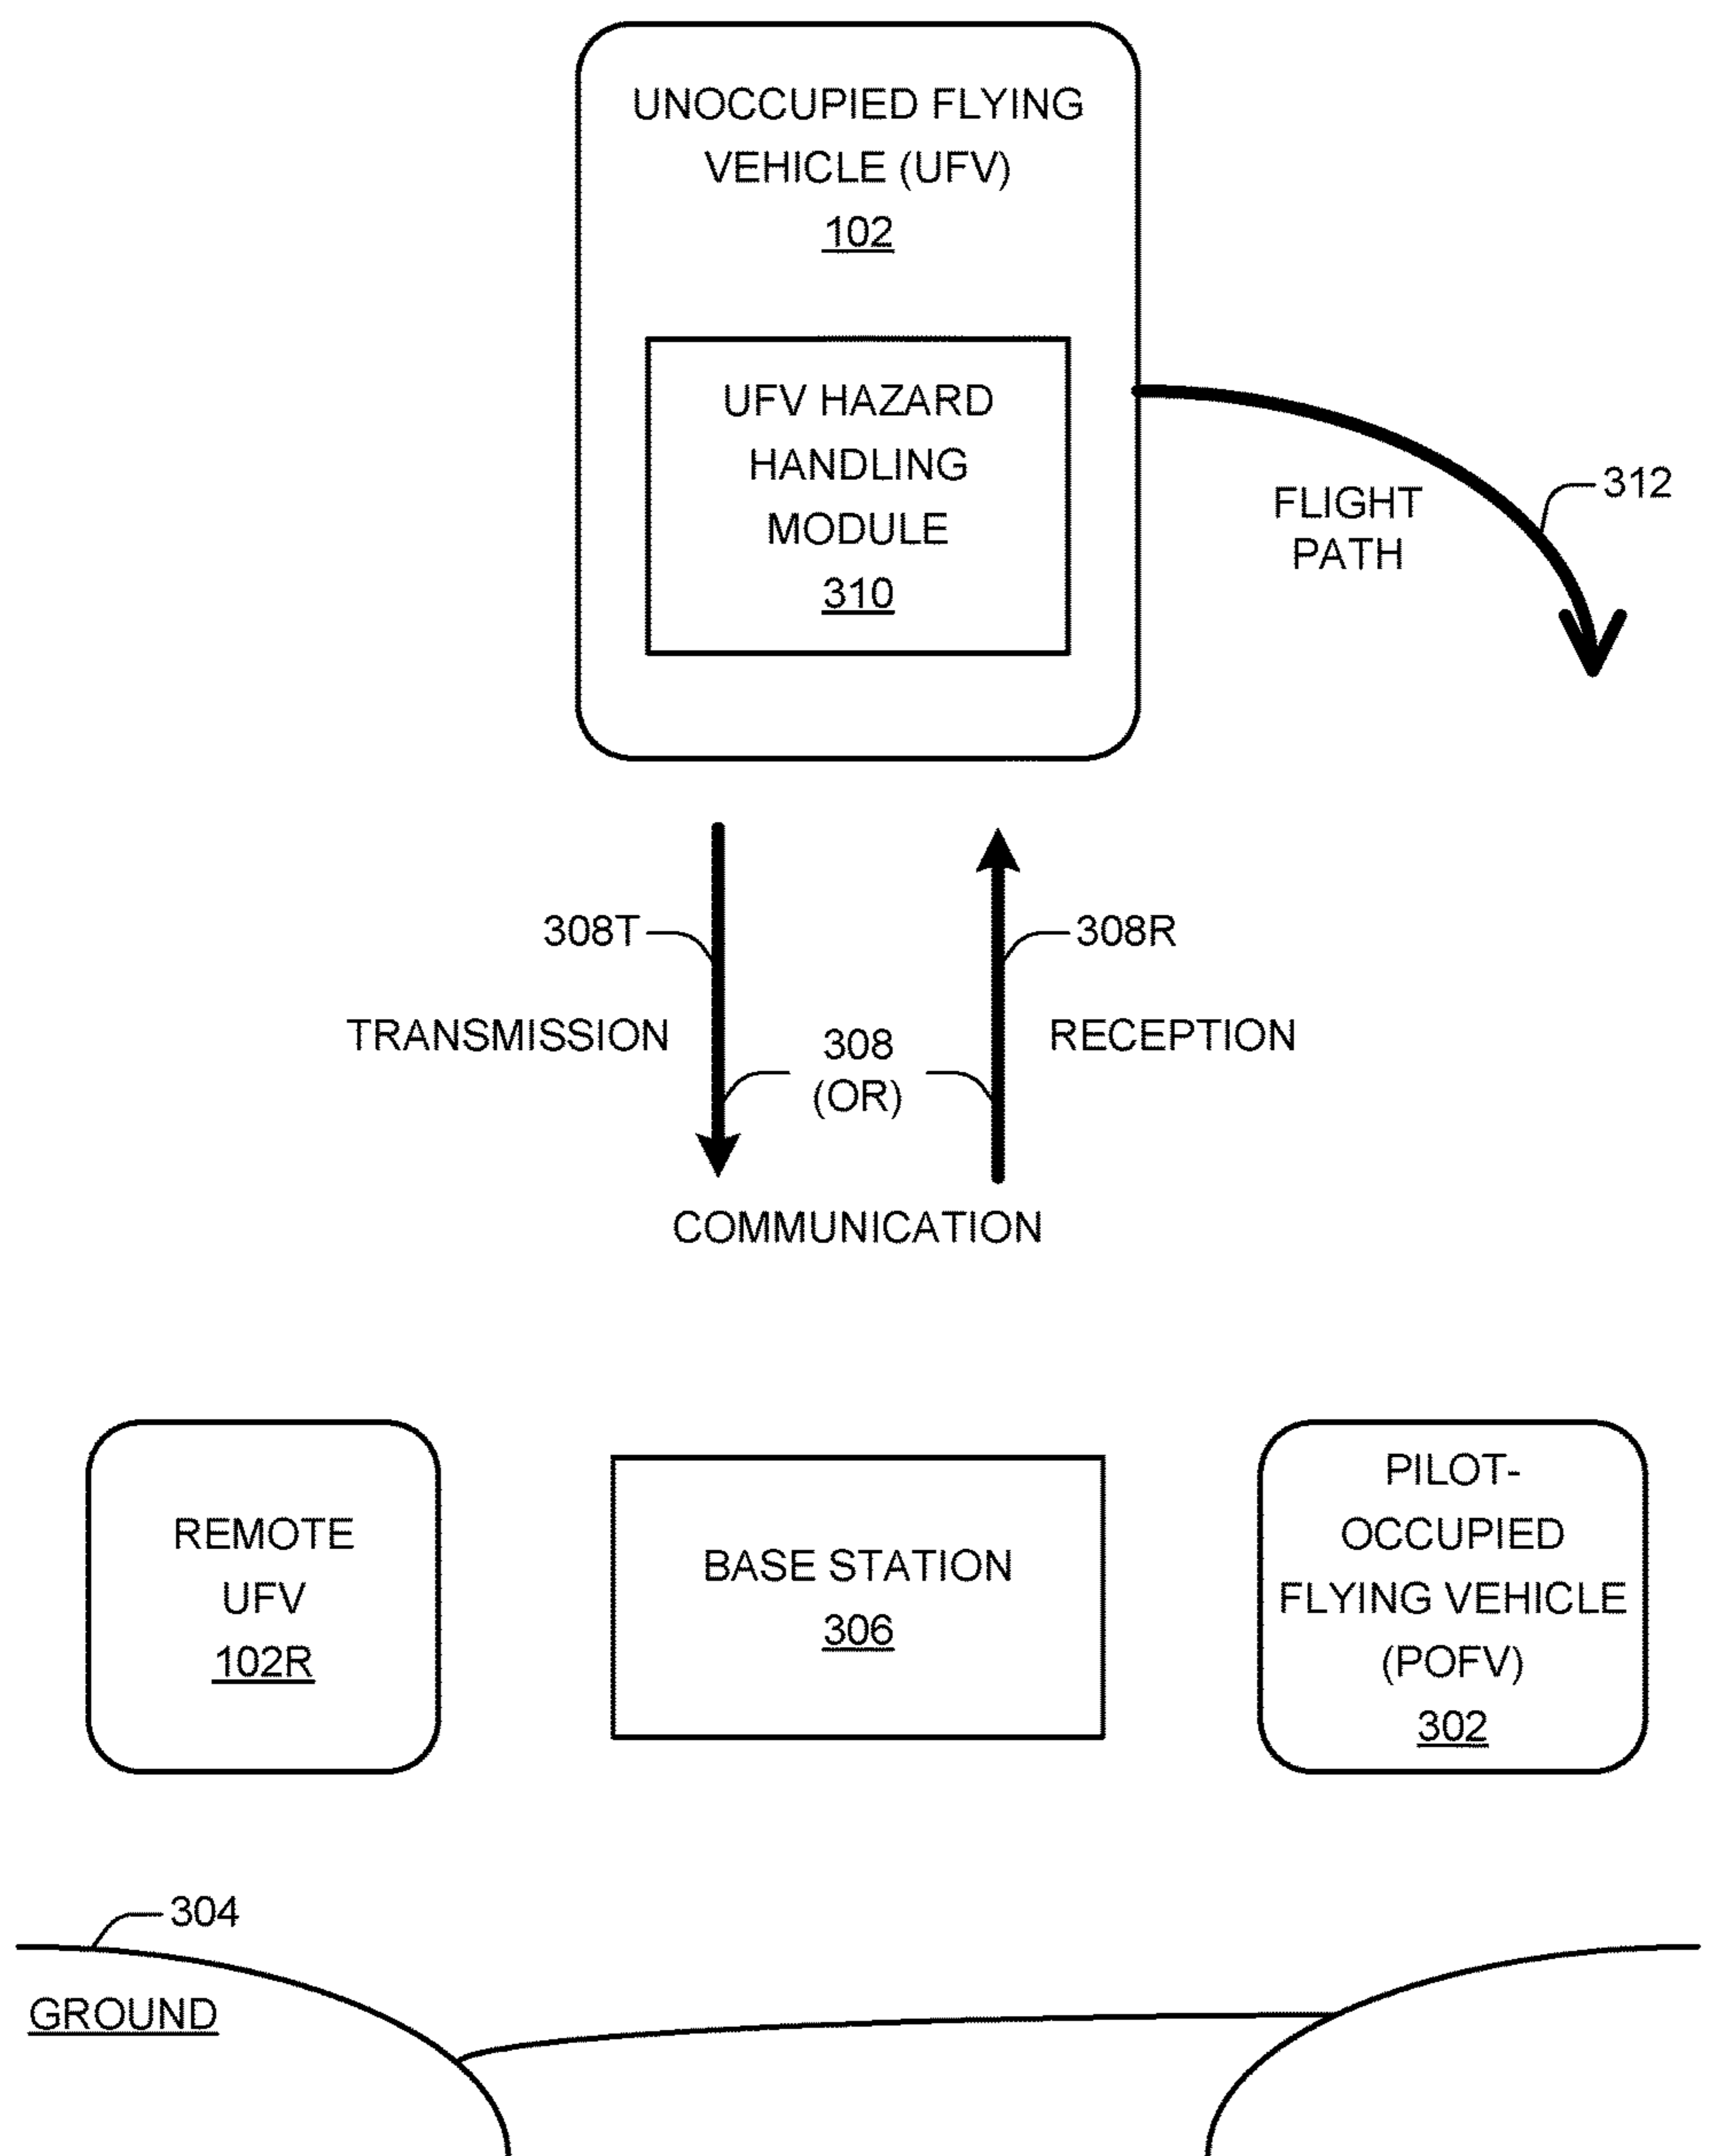 UNOCCUPIED FLYING
VEHICLE (UFV)
102
UFV HAZARD
HANDLING
MODULE
310
312
FLIGHT
PATH
308T
308R
TRANSMISSION
308
(OR)
RECEPTION
COMMUNICATION
REMOTE
UFV
102R
BASE STATION
306
PILOT-
OCCUPIED
FLYING VEHICLE
(POFV)
302
304
GROUND